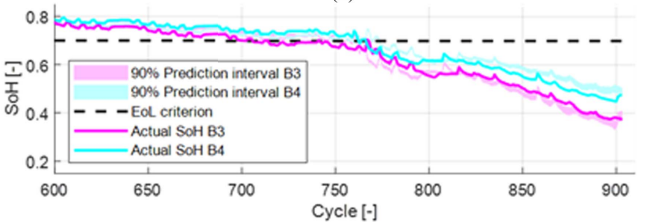 0.8
0.6
0.4
0.2
SoH [-]
90% Prediction interval B3
90% Prediction interval B4
EoL criterion
Actual SoH B3
Actual SoH B4
600 650 700 750 800 850 900
Cycle [-]